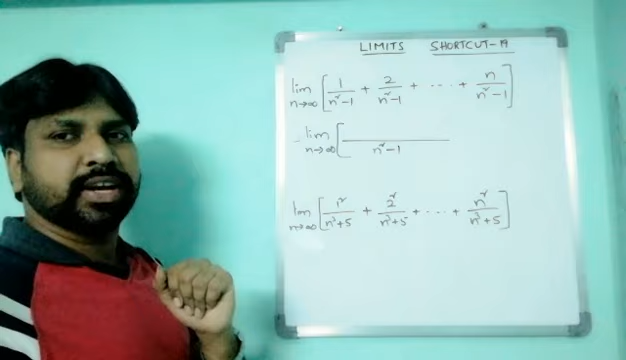 LIMITS SHORTCUT-19
lim n→∞ [1/(n²-1) + 2/(n²-1) + .... + n/(n²-1)]
- lim n→∞ [ ——— /(n²-1)
lim n→∞ [1²/(n³+5) + 2²/(n³+5) + ... + n²/(n³+5)]